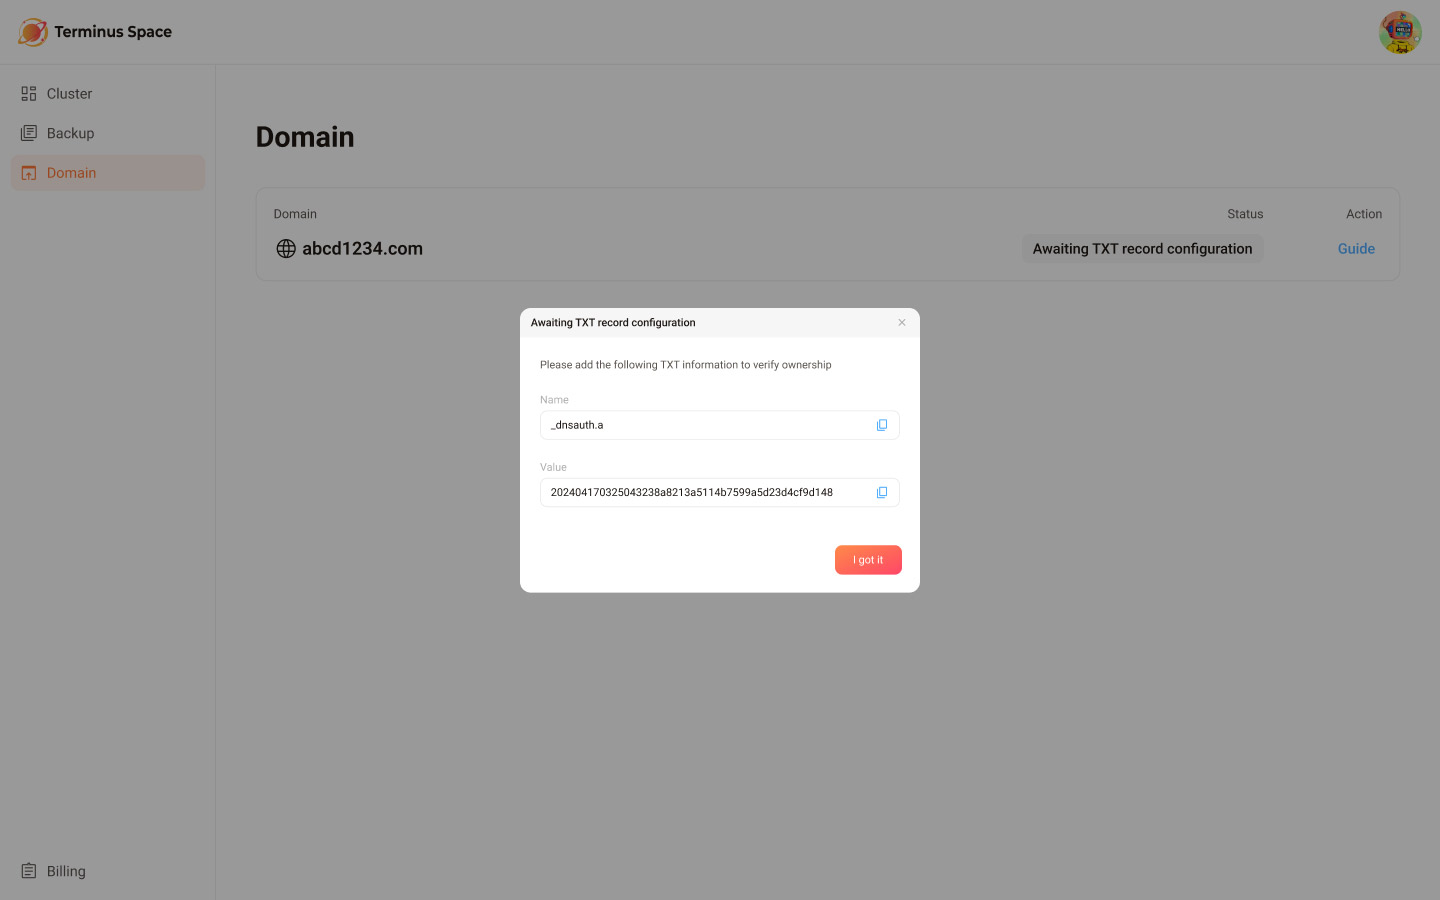 Terminus Space
Cluster
Backup
Domain
Billing
Domain
Domain Status Action
abcd1234.com Awaiting TXT record configuration Guide
Awaiting TXT record configuration
Please add the following TXT information to verify ownership
Name
_dnsauth.a
Value
202404170325043238a8213a5114b7599a5d23d4cf9d148
I got it